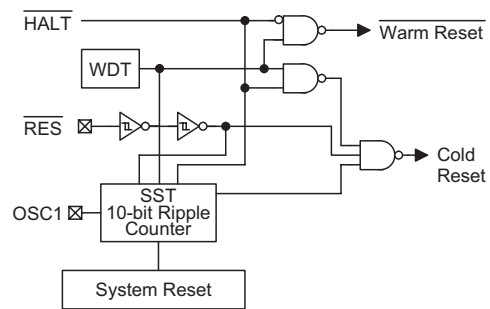 HALT
Warm Reset
WDT
RES
Cold
Reset
SST
10-bit Ripple
Counter
OSC1
System Reset